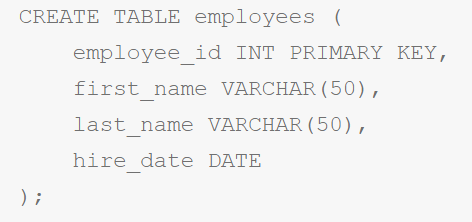 CREATE TABLE employees (
    employee_id INT PRIMARY KEY,
    first_name VARCHAR(50),
    last_name VARCHAR(50),
    hire_date DATE
);